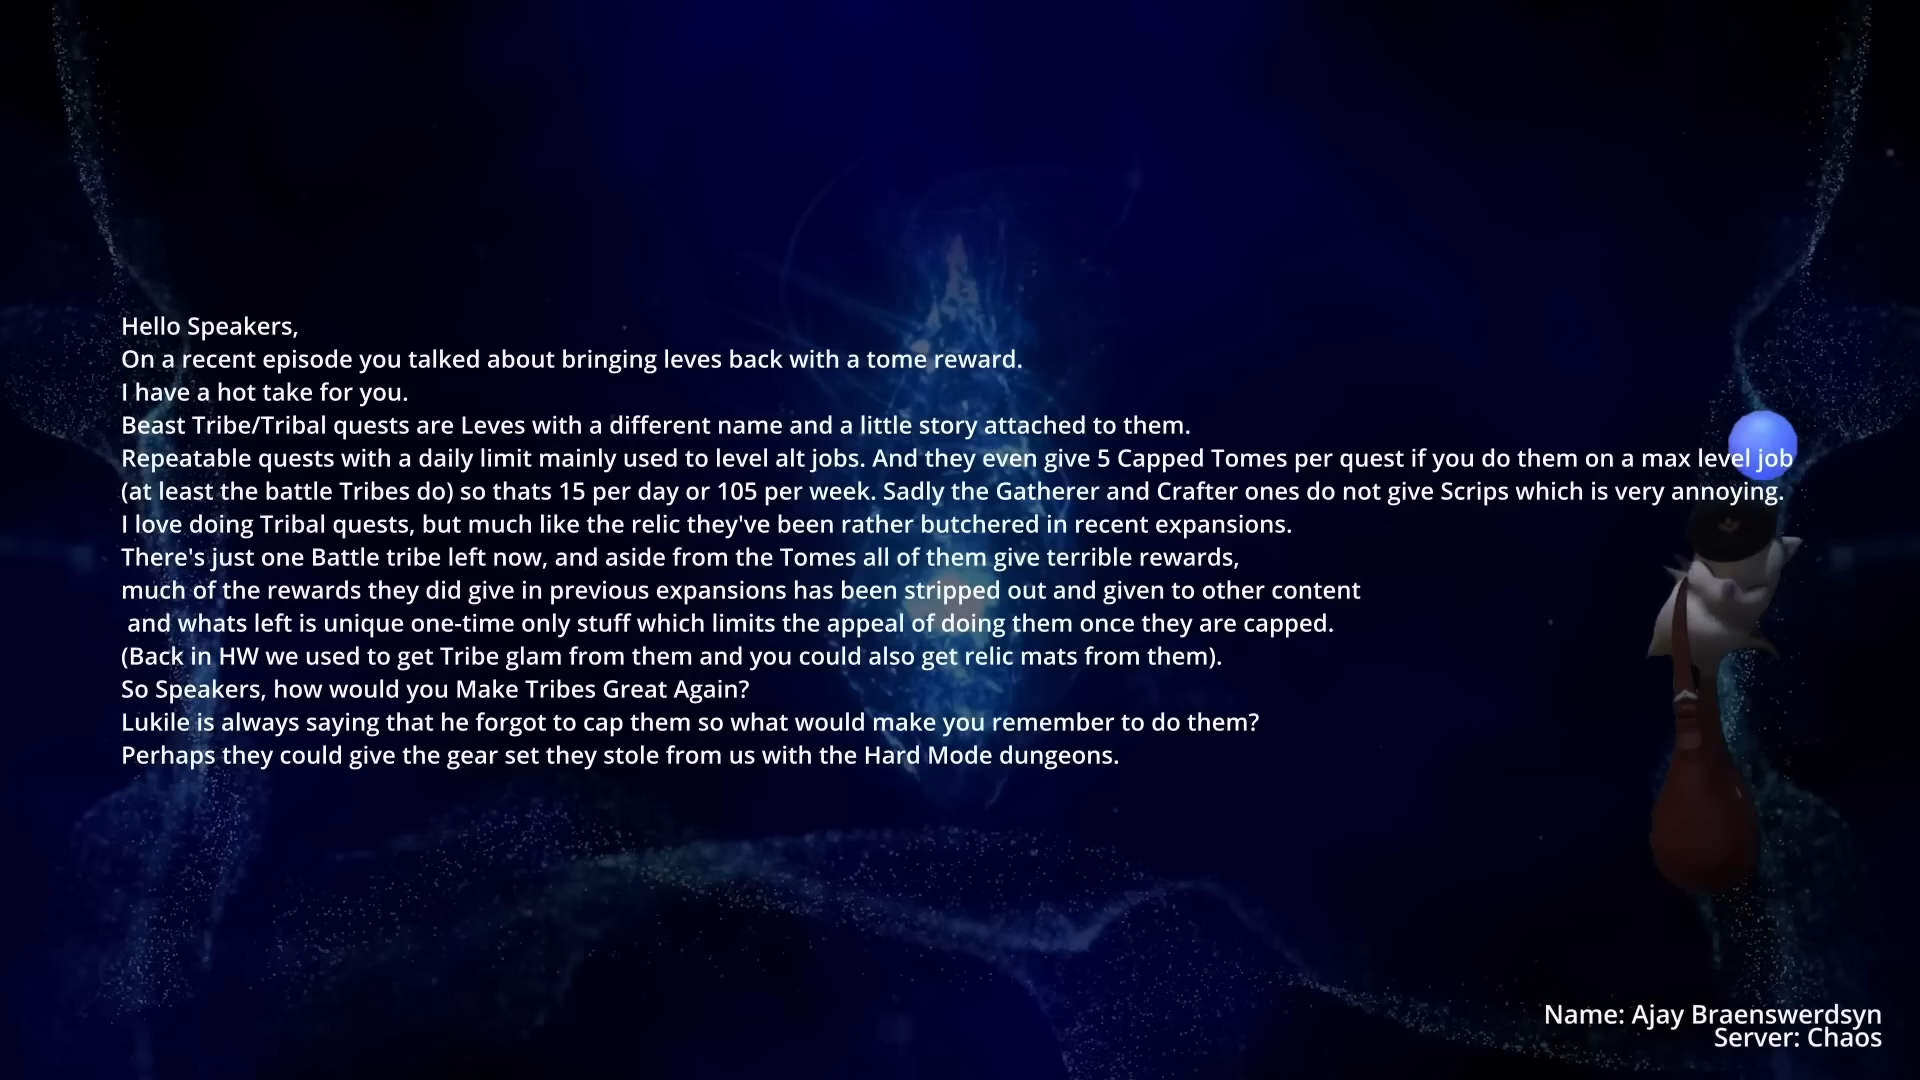 Hello Speakers,
On a recent episode you talked about bringing leves back with a tome reward.
I have a hot take for you.
Beast Tribe/Tribal quests are Leves with a different name and a little story attached to them.
Repeatable quests with a daily limit mainly used to level alt jobs. And they even give 5 Capped Tomes per quest if you do them on a max level job
(at least the battle Tribes do) so thats 15 per day or 105 per week. Sadly the Gatherer and Crafter ones do not give Scrips which is very annoying.
I love doing Tribal quests, but much like the relic they've been rather butchered in recent expansions.
There's just one Battle tribe left now, and aside from the Tomes all of them give terrible rewards,
much of the rewards they did give in previous expansions has been stripped out and given to other content
and whats left is unique one-time only stuff which limits the appeal of doing them once they are capped.
(Back in HW we used to get Tribe glam from them and you could also get relic mats from them).
So Speakers, how would you Make Tribes Great Again?
Lukile is always saying that he forgot to cap them so what would make you remember to do them?
Perhaps they could give the gear set they stole from us with the Hard Mode dungeons.
Name: Ajay Braenswerdsyn
Server: Chaos